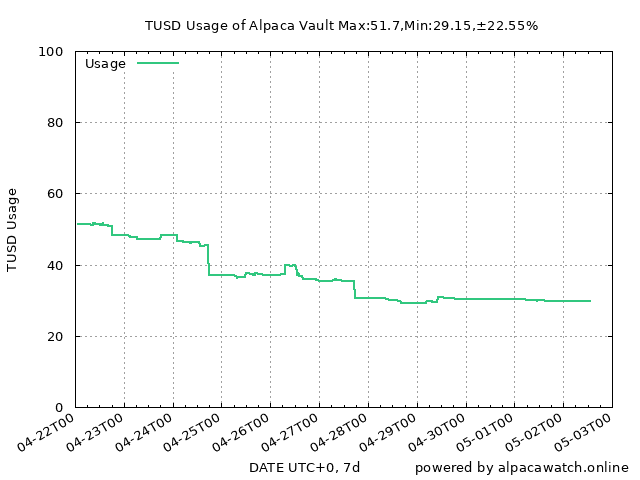 TUSD Usage of Alpaca Vault Max:51.7,Min:29.15,±22.55%
Usage
TUSD Usage
100
80
60
40
20
0
04-22T00
04-23T00
04-24T00
04-25T00
04-26T00
04-27T00
04-28T00
04-29T00
04-30T00
05-01T00
05-02T00
05-03T00
DATE UTC+0, 7d
powered by alpacawatch.online